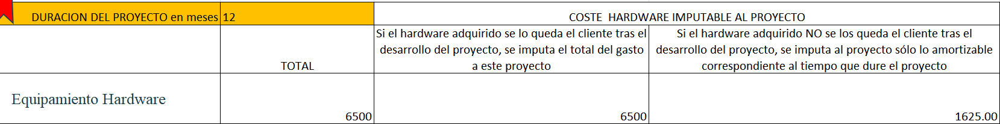 DURACION DEL PROYECTO en meses 12 COSTE HARDWARE IMPUTABLE AL PROYECTO
TOTAL
Si el hardware adquirido se lo queda el cliente tras el
desarrollo del proyecto, se imputa el total del gasto
a este proyecto
Si el hardware adquirido NO se los queda el cliente tras el
desarrollo del proyecto, se imputa al proyecto sólo lo amortizable
correspondiente al tiempo que dure el proyecto
Equipamiento Hardware
6500 6500 1625.00